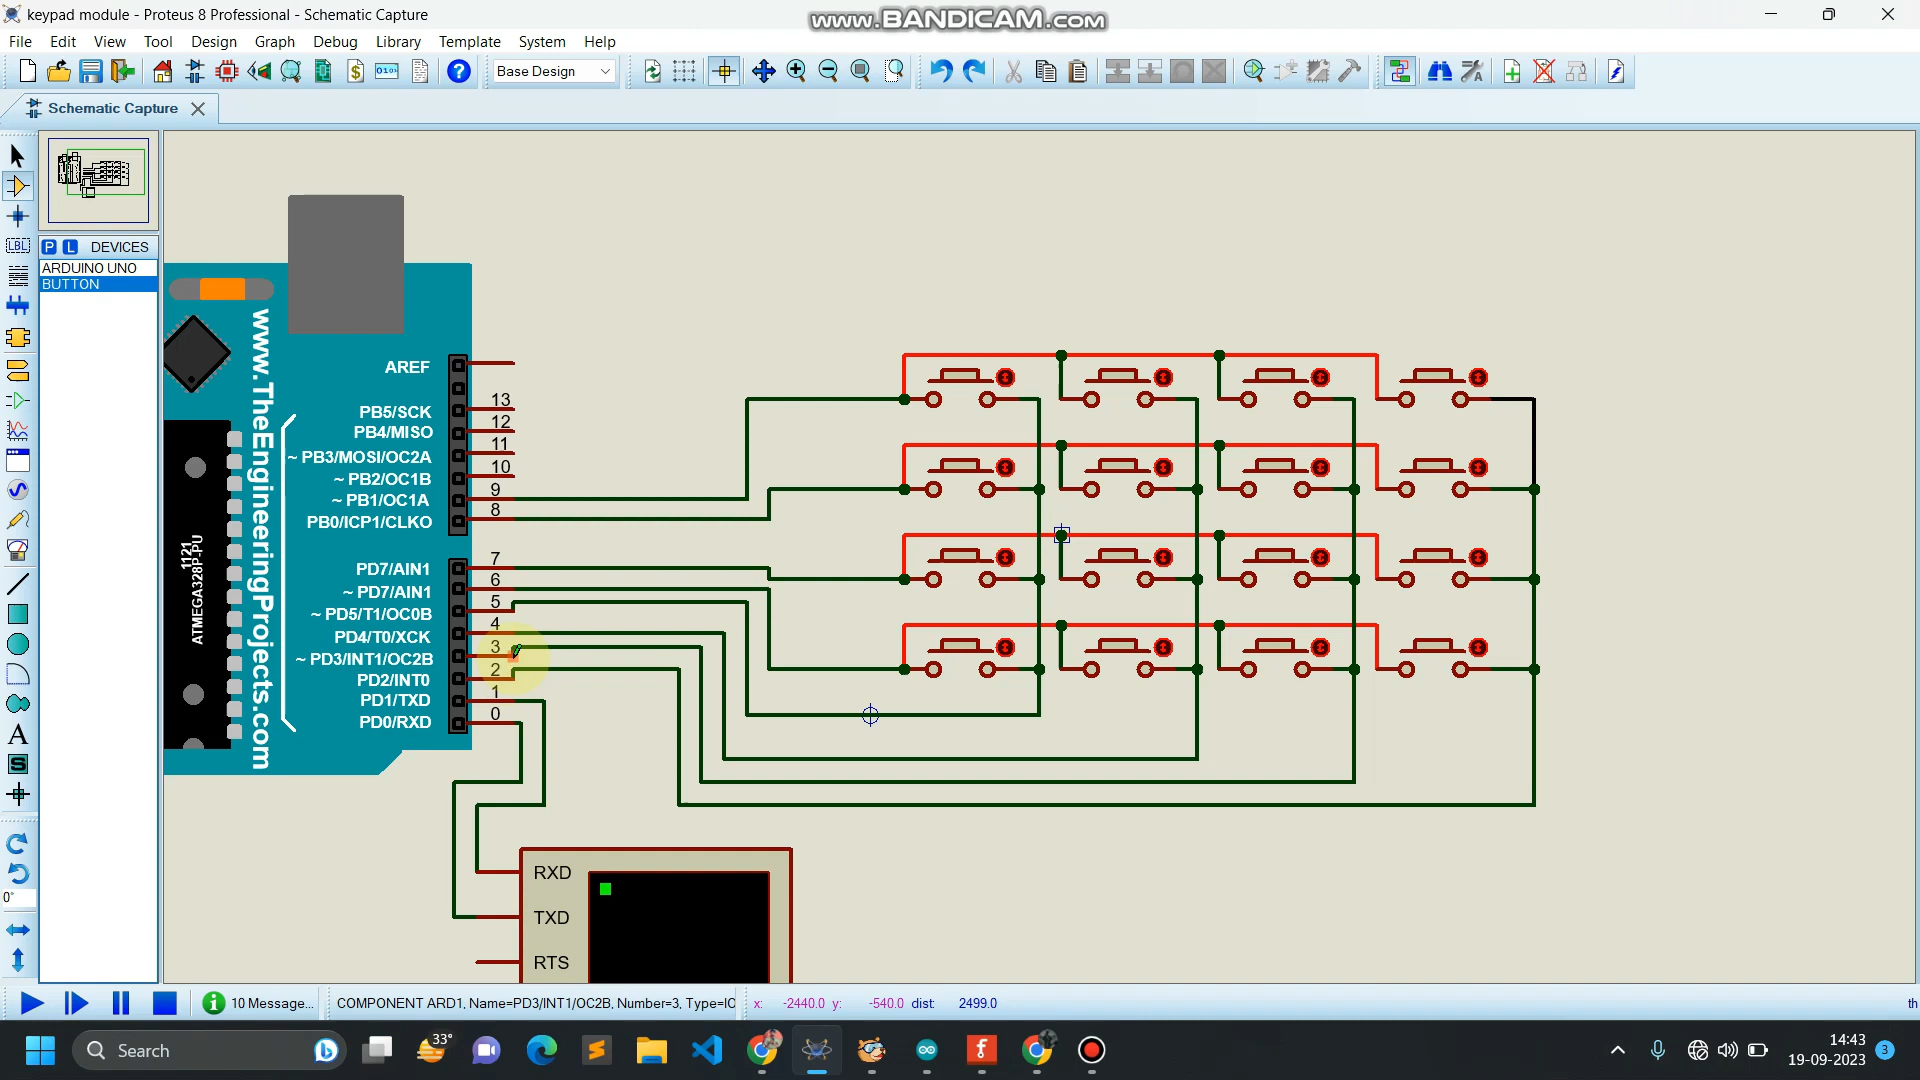 keypad module - Proteus 8 Professional - Schematic Capture
www.BANDICAM.com
File Edit View Tool Design Graph Debug Library Template System Help
Base Design
Schematic Capture
P L DEVICES
ARDUINO UNO
BUTTON
LBL
A
S
0°
www.TheEngineeringProjects.com
1121
ATMEGA328P-PU
AREF
PB5/SCK 13
PB4/MISO 12
~ PB3/MOSI/OC2A 11
~ PB2/OC1B 10
~ PB1/OC1A 9
PB0/ICP1/CLKO 8
PD7/AIN1 7
~ PD7/AIN1 6
~ PD5/T1/OC0B 5
PD4/T0/XCK 4
~ PD3/INT1/OC2B 3
PD2/INT0 2
PD1/TXD 1
PD0/RXD 0
RXD
TXD
RTS
10 Message... COMPONENT ARD1, Name=PD3/INT1/OC2B, Number=3, Type=IO x: -2440.0 y: -540.0 dist: 2499.0 th
Search 33° 14:43
19-09-2023 3